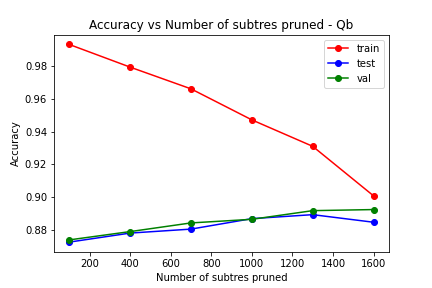 Accuracy vs Number of subtres pruned - Qb
train
test
val
0.98
0.96
0.94
0.92
0.90
0.88
Accuracy
200
400
600
800
1000
1200
1400
1600
Number of subtres pruned